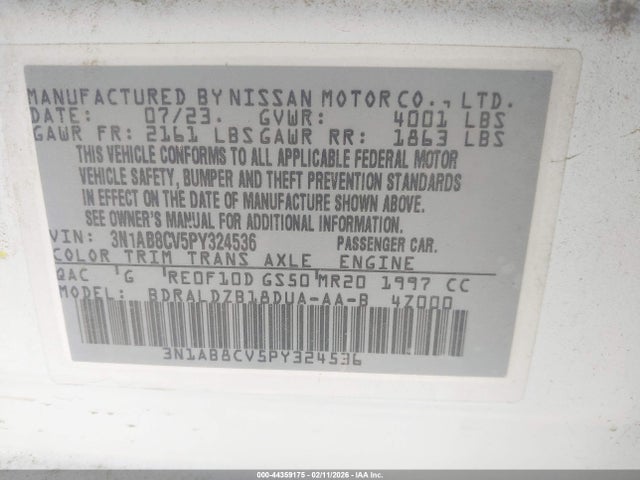 MANUFACTURED BY NISSAN MOTOR CO., LTD.
DATE: 07/23. GVWR: 4001 LBS
GAWR FR: 2161 LBS GAWR RR: 1863 LBS
THIS VEHICLE CONFORMS TO ALL APPLICABLE FEDERAL MOTOR
VEHICLE SAFETY, BUMPER AND THEFT PREVENTION STANDARDS
IN EFFECT ON THE DATE OF MANUFACTURE SHOWN ABOVE.
SEE OWNER'S MANUAL FOR ADDITIONAL INFORMATION.
VIN: 3N1AB8CV5PY324536 PASSENGER CAR.
COLOR TRIM TRANS AXLE ENGINE
QAC G RE0F10D GS50 MR20 1997 CC
MODEL: BDRALDZB18DUA-AA-B 4Z000
3N1AB8CV5PY324536
000-44359175 - 02/11/2026 - IAA Inc.